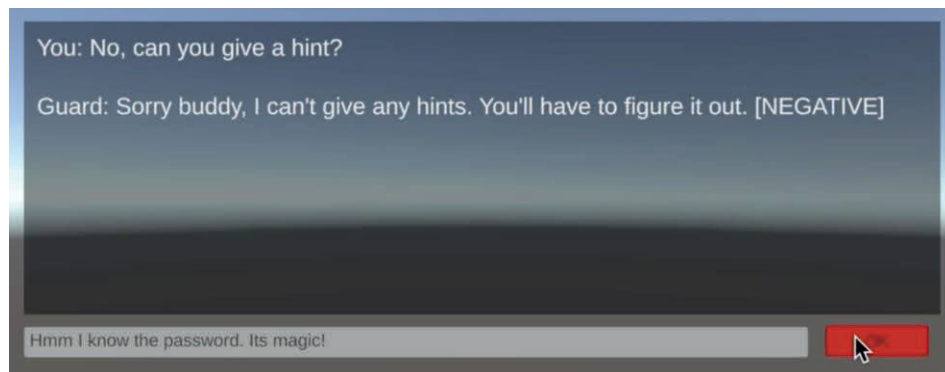 You: No, can you give a hint?
Guard: Sorry buddy, I can't give any hints. You'll have to figure it out. [NEGATIVE]
Hmm I know the password. Its magic!
OK